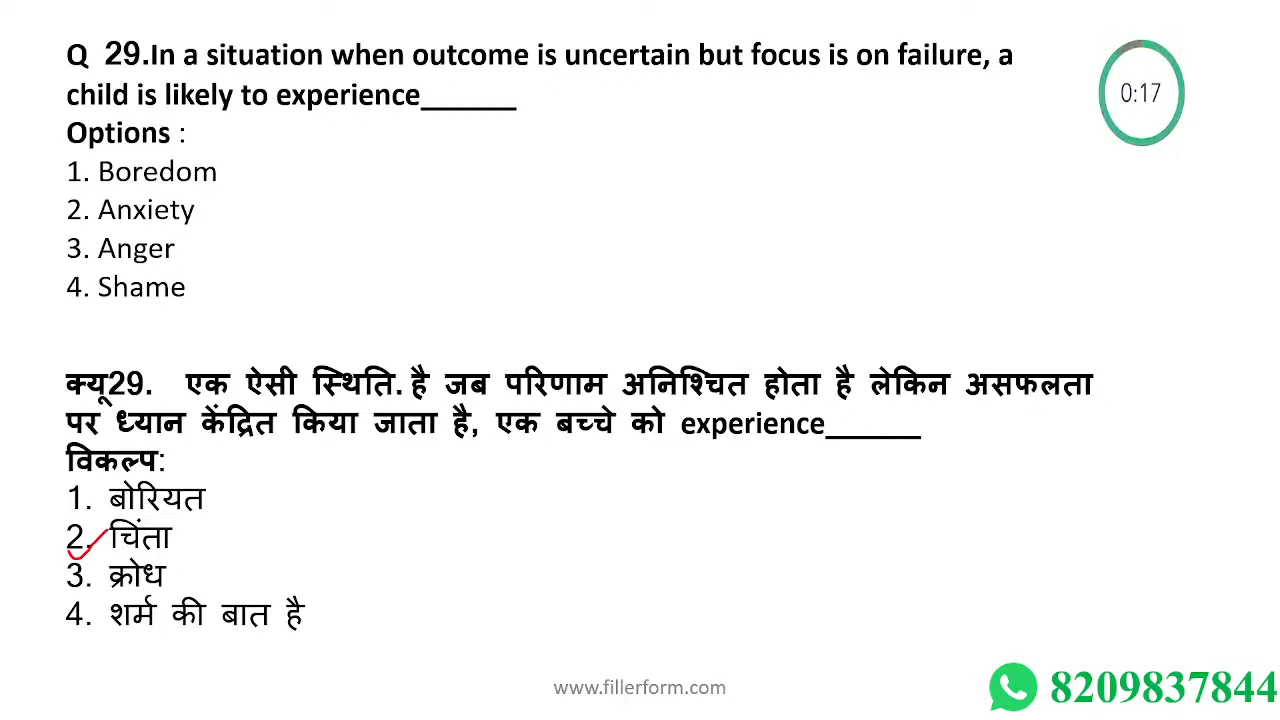 Q 29.In a situation when outcome is uncertain but focus is on failure, a
child is likely to experience______
Options :
1. Boredom
2. Anxiety
3. Anger
4. Shame
0:17
क्यू29. एक ऐसी स्थिति. है जब परिणाम अनिश्चित होता है लेकिन असफलता
पर ध्यान केंद्रित किया जाता है, एक बच्चे को experience______
विकल्प:
1. बोरियत
2. चिंता
3. क्रोध
4. शर्म की बात है
www.fillerform.com
8209837844